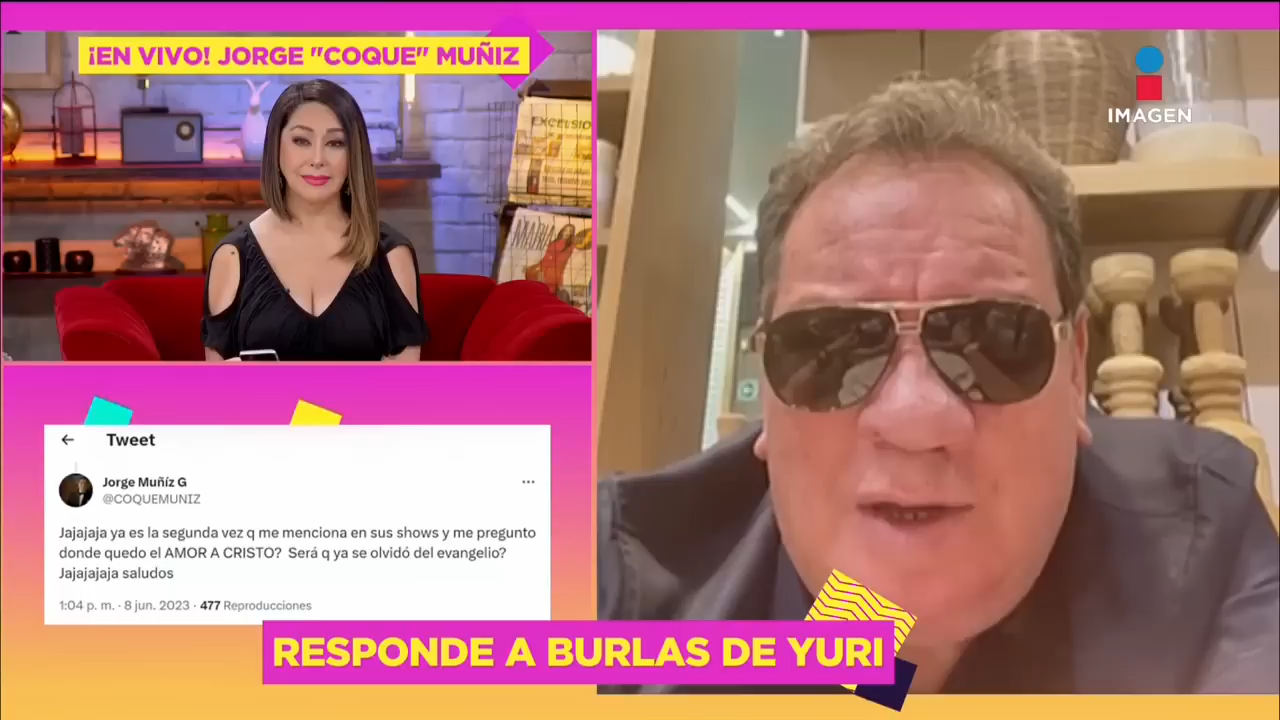 ¡EN VIVO! JORGE "COQUE" MUÑIZ
IMAGEN
EXCELSIOR
MARIA
Tweet
Jorge Muñíz G
@COQUEMUNIZ
Jajajaja ya es la segunda vez q me menciona en sus shows y me pregunto
donde quedo el AMOR A CRISTO? Será q ya se olvidó del evangelio?
Jajajajaja saludos
1:04 p. m. · 8 jun. 2023 · 477 Reproducciones
RESPONDE A BURLAS DE YURI